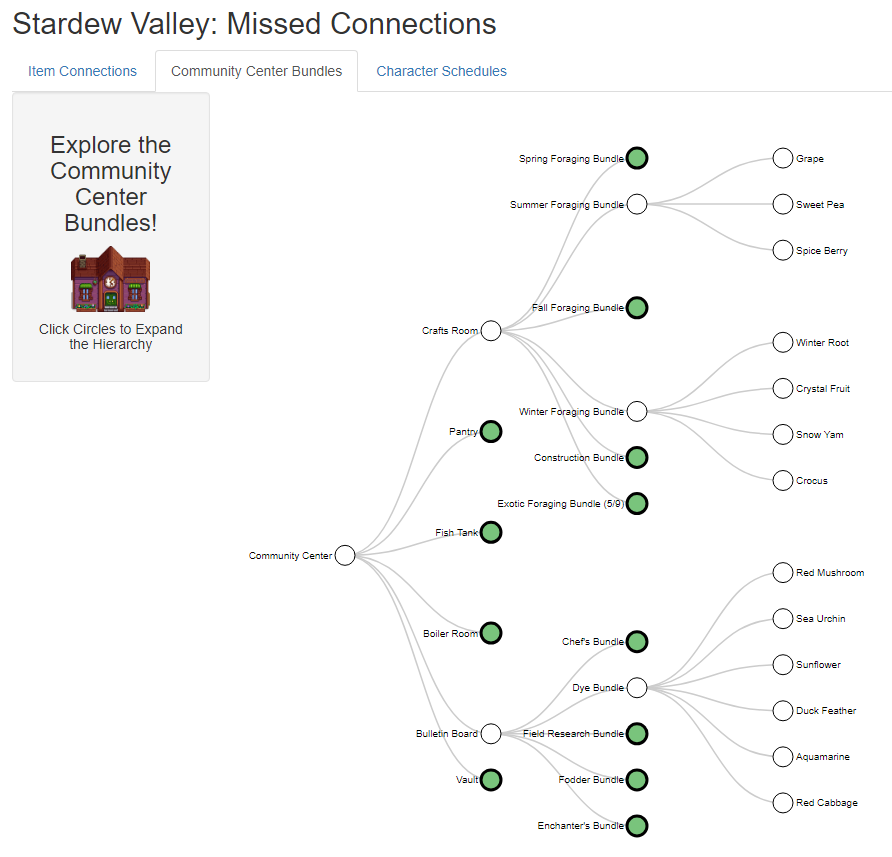 Stardew Valley: Missed Connections
Item Connections
Community Center Bundles
Character Schedules
Explore the
Community
Center
Bundles!
Click Circles to Expand
the Hierarchy
Community Center
Crafts Room
Pantry
Fish Tank
Boiler Room
Bulletin Board
Vault
Spring Foraging Bundle
Summer Foraging Bundle
Fall Foraging Bundle
Winter Foraging Bundle
Construction Bundle
Exotic Foraging Bundle (5/9)
Chef's Bundle
Dye Bundle
Field Research Bundle
Fodder Bundle
Enchanter's Bundle
Grape
Sweet Pea
Spice Berry
Winter Root
Crystal Fruit
Snow Yam
Crocus
Red Mushroom
Sea Urchin
Sunflower
Duck Feather
Aquamarine
Red Cabbage